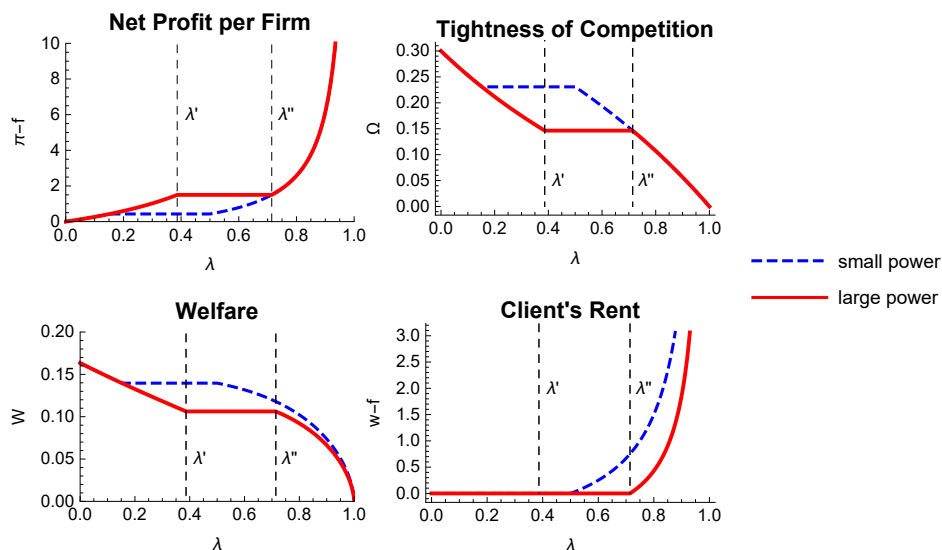 Net Profit per Firm
10
8
6
4
2
0
π-f
λ'
λ''
0.0 0.2 0.4 0.6 0.8 1.0
λ
Tightness of Competition
0.30
0.25
0.20
0.15
0.10
0.05
0.00
Ω
λ'
λ''
0.0 0.2 0.4 0.6 0.8 1.0
λ
small power
large power
Welfare
0.20
0.15
0.10
0.05
0.00
W
λ'
λ''
0.0 0.2 0.4 0.6 0.8 1.0
λ
Client's Rent
3.0
2.5
2.0
1.5
1.0
0.5
0.0
w-f
λ'
λ''
0.0 0.2 0.4 0.6 0.8 1.0
λ